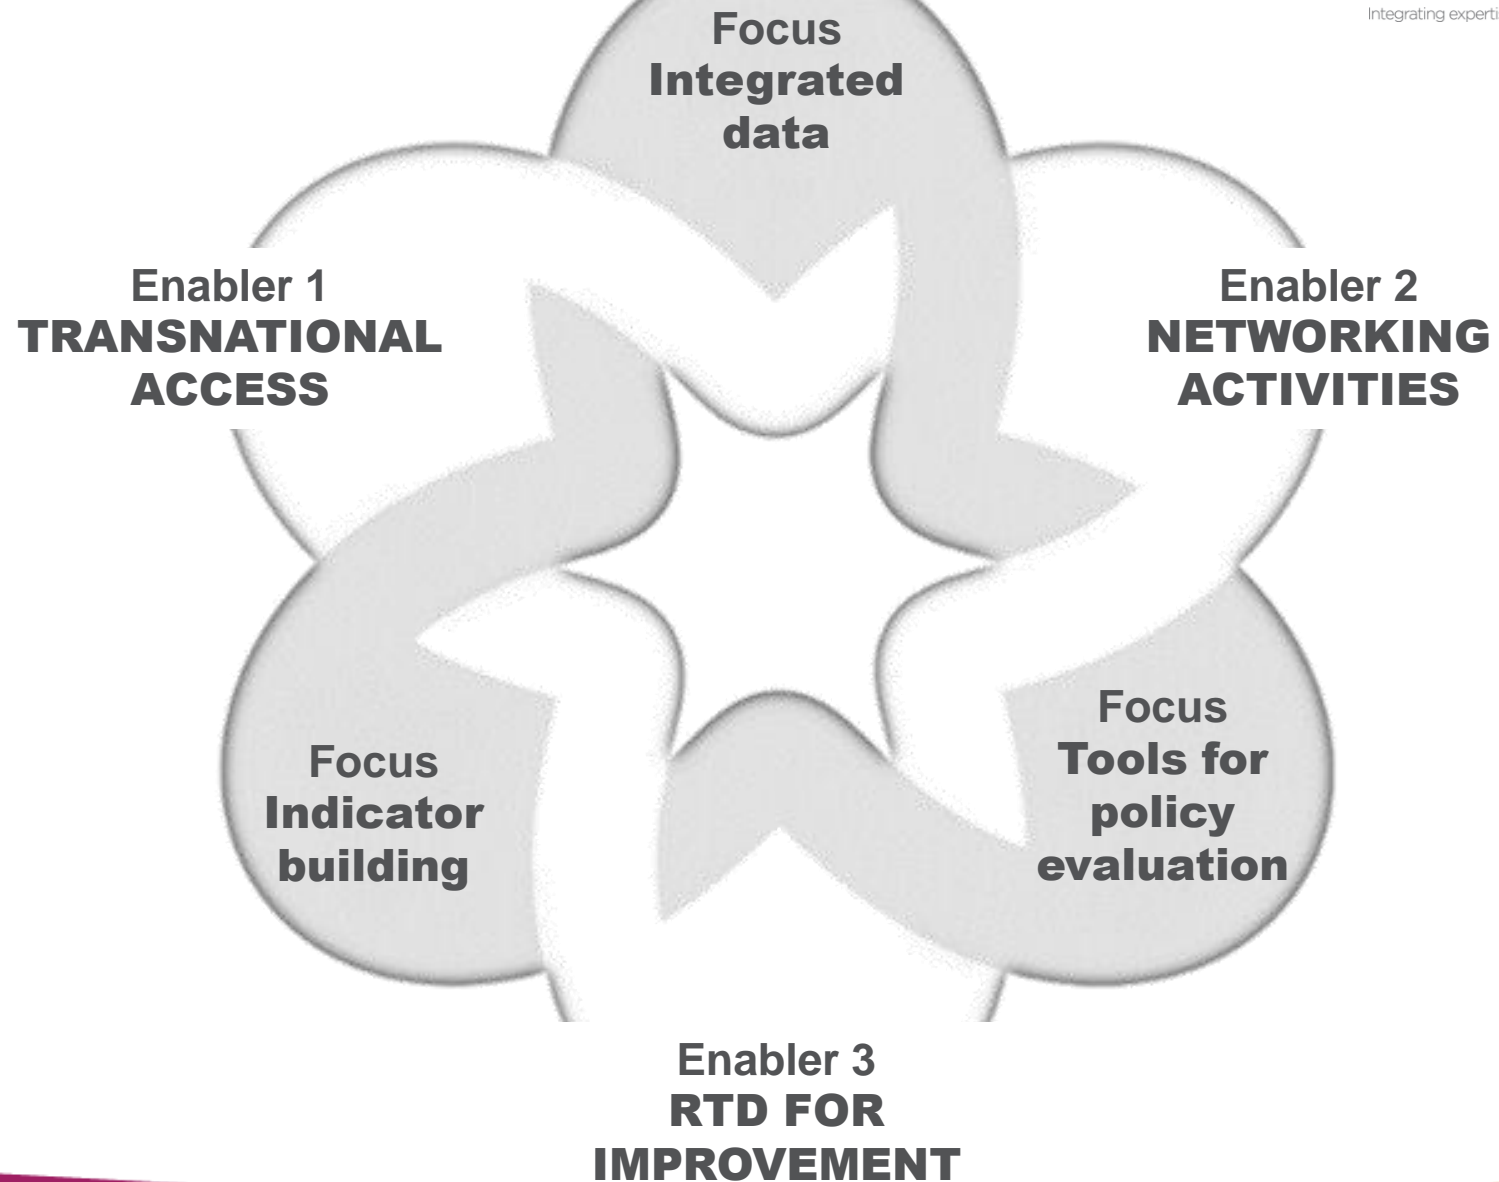 Integrating experti
Focus
Integrated
data
Enabler 1
TRANSNATIONAL
ACCESS
Enabler 2
NETWORKING
ACTIVITIES
Focus
Indicator
building
Focus
Tools for
policy
evaluation
Enabler 3
RTD FOR
IMPROVEMENT